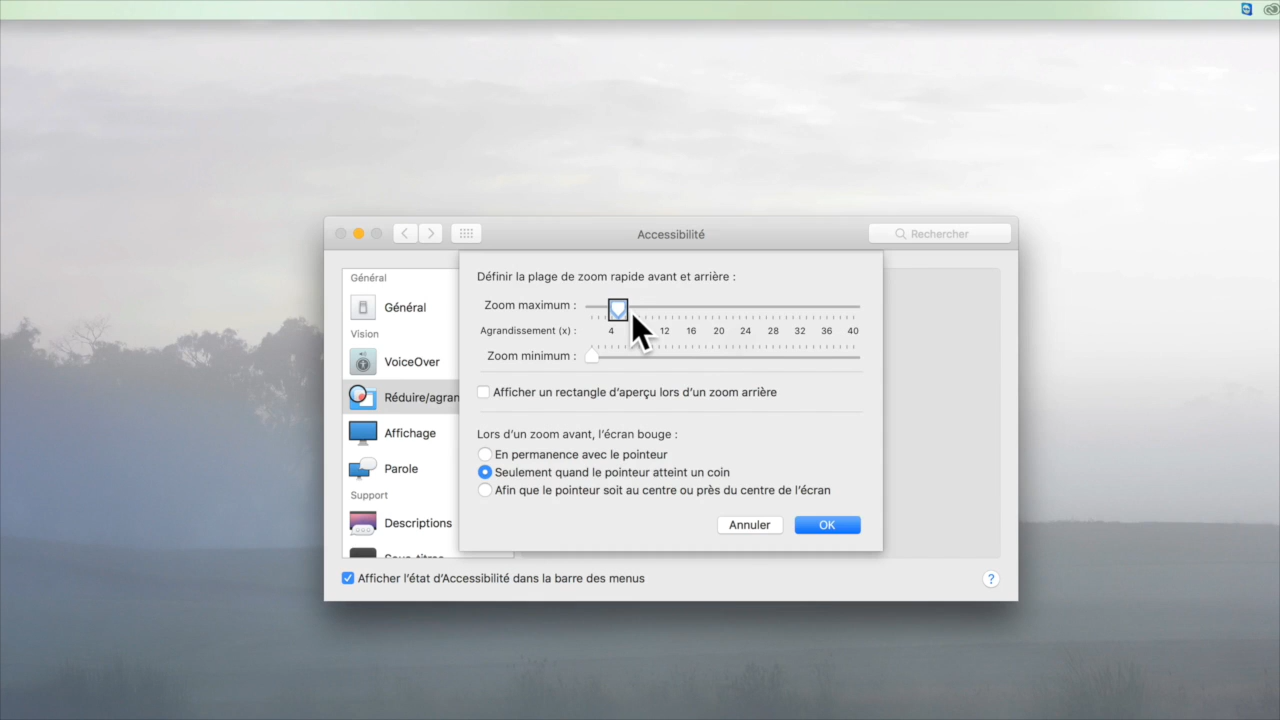 Accessibilité
Rechercher
Général
Général
Vision
VoiceOver
Réduire/agran
Affichage
Parole
Support
Descriptions
Définir la plage de zoom rapide avant et arrière :
Zoom maximum :
Agrandissement (x) : 4 12 16 20 24 28 32 36 40
Zoom minimum :
Afficher un rectangle d’aperçu lors d’un zoom arrière
Lors d’un zoom avant, l’écran bouge :
En permanence avec le pointeur
Seulement quand le pointeur atteint un coin
Afin que le pointeur soit au centre ou près du centre de l’écran
Annuler OK
Afficher l’état d’Accessibilité dans la barre des menus
?